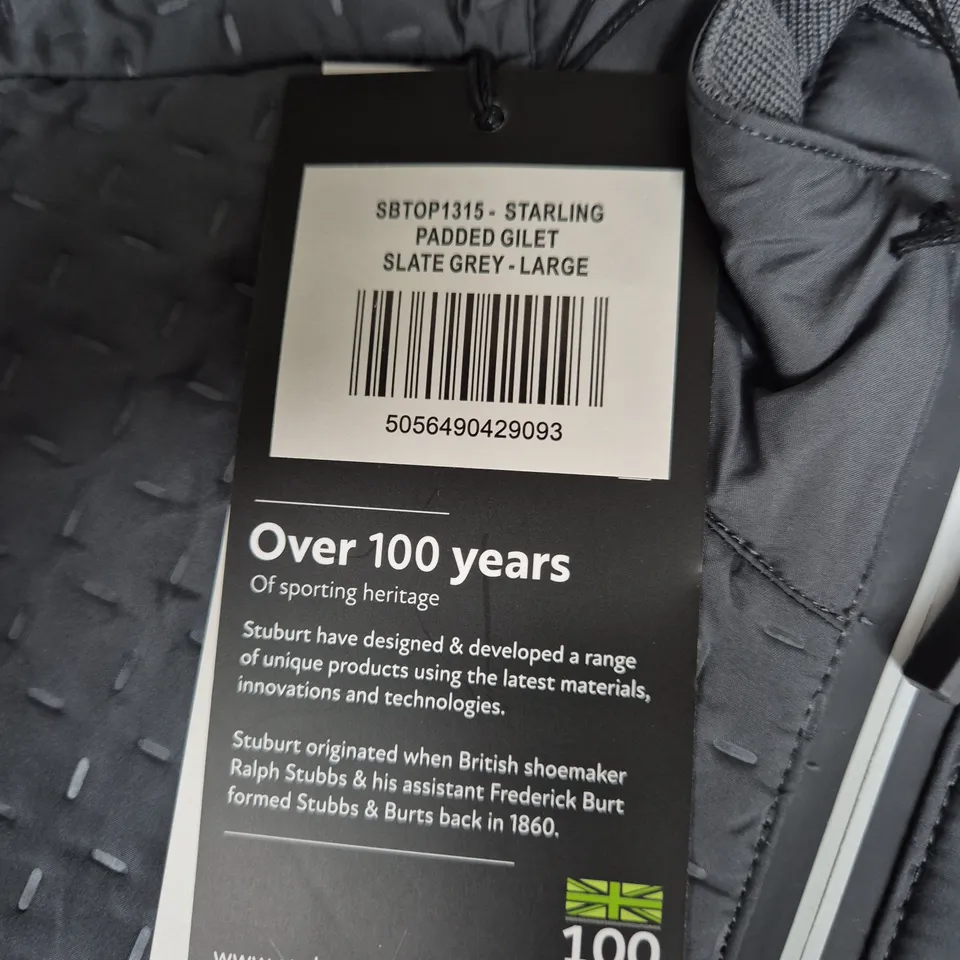 SBTOP1315 - STARLING
PADDED GILET
SLATE GREY - LARGE
5056490429093
Over 100 years
Of sporting heritage
Stuburt have designed & developed a range
of unique products using the latest materials,
innovations and technologies.
Stuburt originated when British shoemaker
Ralph Stubbs & his assistant Frederick Burt
formed Stubbs & Burts back in 1860.
100